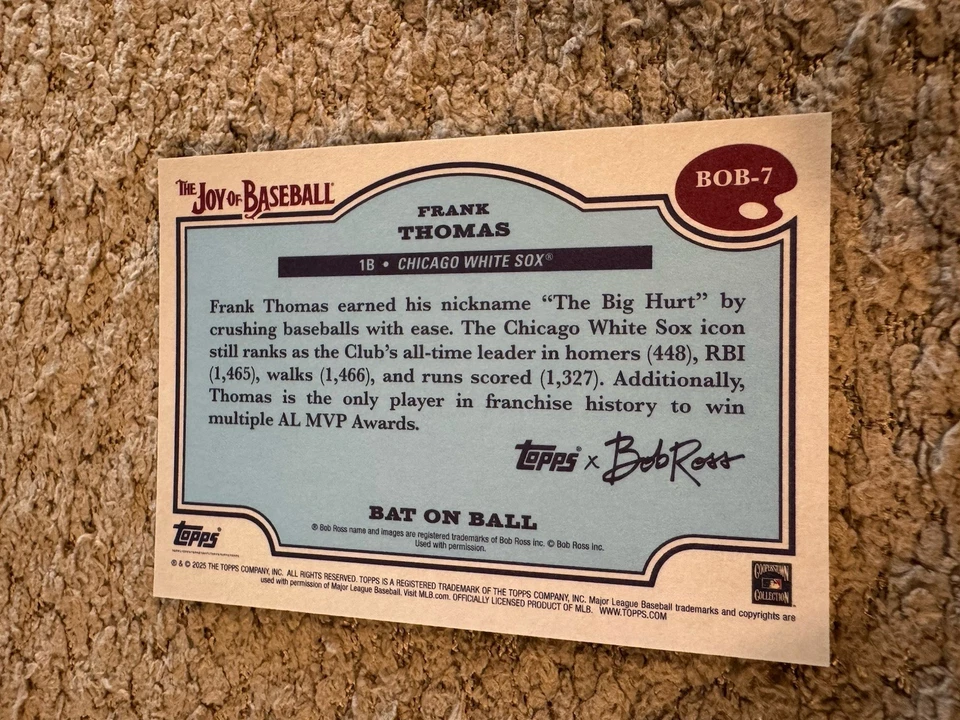 THE JOY OF BASEBALL
BOB-7
FRANK
THOMAS
1B • CHICAGO WHITE SOX®
Frank Thomas earned his nickname “The Big Hurt” by
crushing baseballs with ease. The Chicago White Sox icon
still ranks as the Club’s all-time leader in homers (448), RBI
(1,465), walks (1,466), and runs scored (1,327). Additionally,
Thomas is the only player in franchise history to win
multiple AL MVP Awards.
Topps® x Bob Ross
BAT ON BALL
® Bob Ross name and images are registered trademarks of Bob Ross Inc. © Bob Ross Inc.
Used with permission.
Topps®
COOPERSTOWN
COLLECTION
® & © 2025 THE TOPPS COMPANY, INC. ALL RIGHTS RESERVED. TOPPS IS A REGISTERED TRADEMARK OF THE TOPPS COMPANY, INC. Major League Baseball trademarks and copyrights are
used with permission of Major League Baseball. Visit MLB.com. OFFICIALLY LICENSED PRODUCT OF MLB. WWW.TOPPS.COM